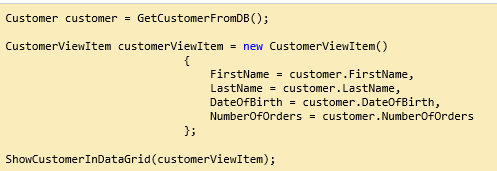 Customer customer = GetCustomerFromDB();
CustomerViewItem customerViewItem = new CustomerViewItem()
{
FirstName = customer.FirstName,
LastName = customer.LastName,
DateOfBirth = customer.DateOfBirth,
NumberOfOrders = customer.NumberOfOrders
};
ShowCustomerInDataGrid(customerViewItem);